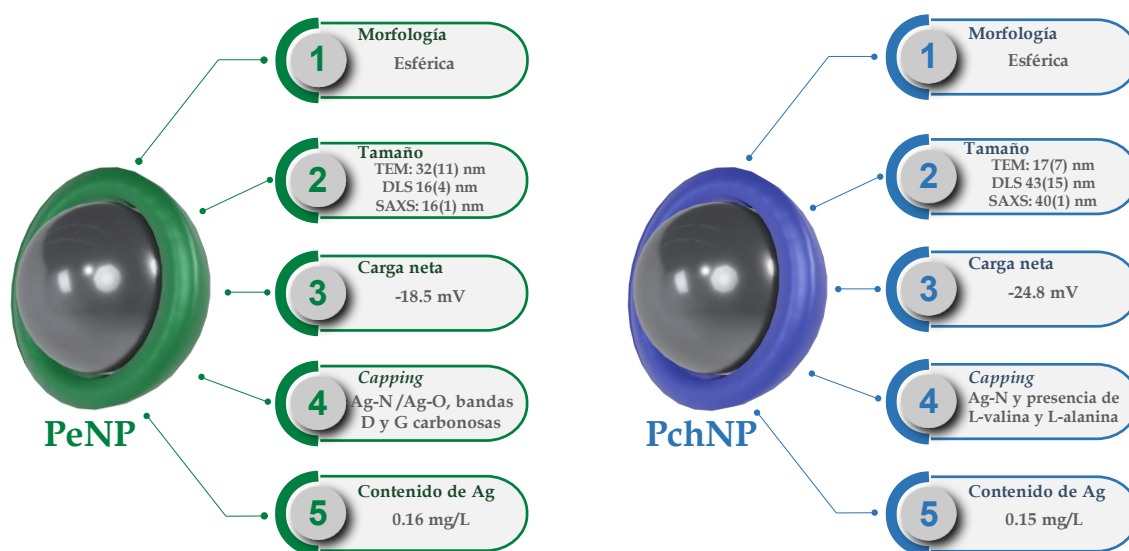 Morfología
1
Esférica
Tamaño
2
TEM: 32(11) nm
DLS 16(4) nm
SAXS: 16(1) nm
Carga neta
3
-18.5 mV
Capping
4
Ag-N /Ag-O, bandas
D y G carbonosas
PeNP
Contenido de Ag
5
0.16 mg/L
Morfología
1
Esférica
Tamaño
2
TEM: 17(7) nm
DLS 43(15) nm
SAXS: 40(1) nm
Carga neta
3
-24.8 mV
Capping
4
Ag-N y presencia de
L-valina y L-alanina
PchNP
Contenido de Ag
5
0.15 mg/L